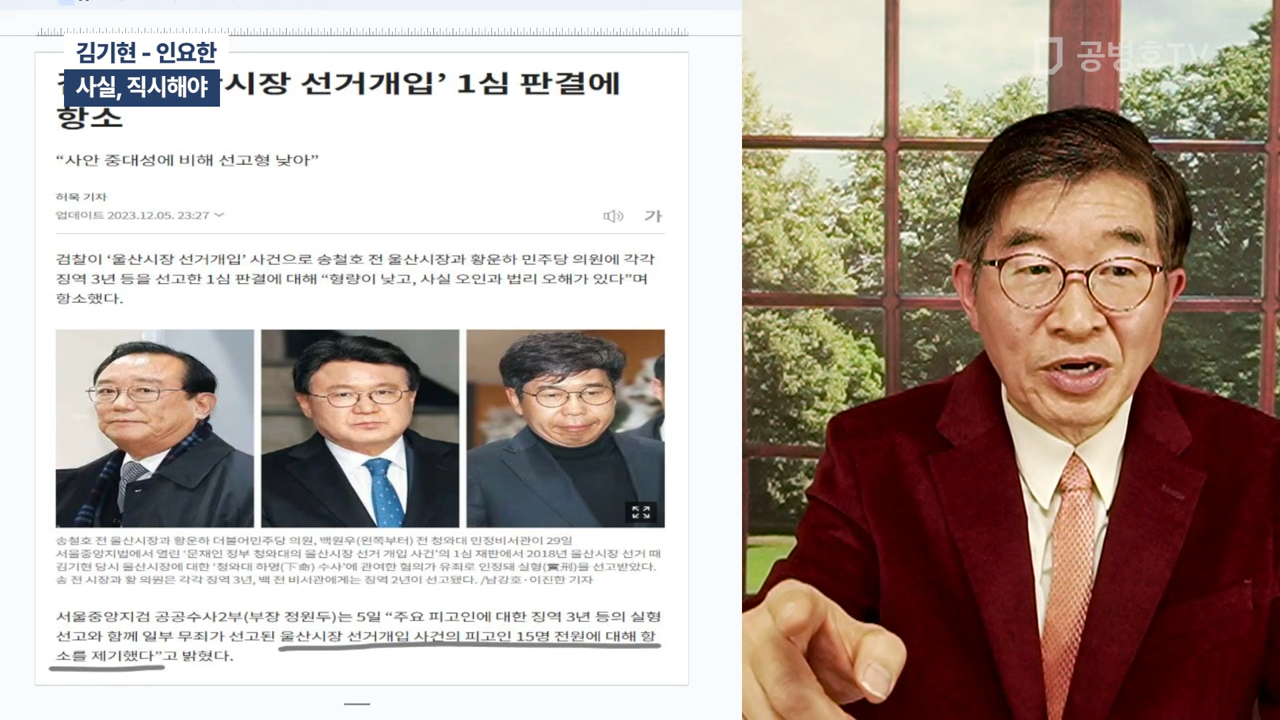 김기현 - 인요한
사실, 직시해야
시장 선거개입’ 1심 판결에
항소
“사안 중대성에 비해 선고형 낮아”
허욱 기자
업데이트 2023.12.05. 23:27
가
검찰이 ‘울산시장 선거개입’ 사건으로 송철호 전 울산시장과 황운하 민주당 의원에 각각
징역 3년 등을 선고한 1심 판결에 대해 “형량이 낮고, 사실 오인과 법리 오해가 있다”며
항소했다.
송철호 전 울산시장과 황운하 더불어민주당 의원, 백원우(왼쪽부터) 전 청와대 민정비서관이 29일
서울중앙지법에서 열린 ‘문재인 정부 청와대의 울산시장 선거 개입 사건’의 1심 재판에서 2018년 울산시장 선거 때
김기현 당시 울산시장에 대한 ‘청와대 하명(下命) 수사’에 관여한 혐의가 유죄로 인정돼 실형(實刑)을 선고받았다.
송 전 시장과 황 의원은 각각 징역 3년, 백 전 비서관에게는 징역 2년이 선고됐다. /남강호·이진한 기자
서울중앙지검 공공수사2부(부장 정원두)는 5일 “주요 피고인에 대한 징역 3년 등의 실형
선고와 함께 일부 무죄가 선고된 울산시장 선거개입 사건의 피고인 15명 전원에 대해 항
소를 제기했다”고 밝혔다.
공병호TV